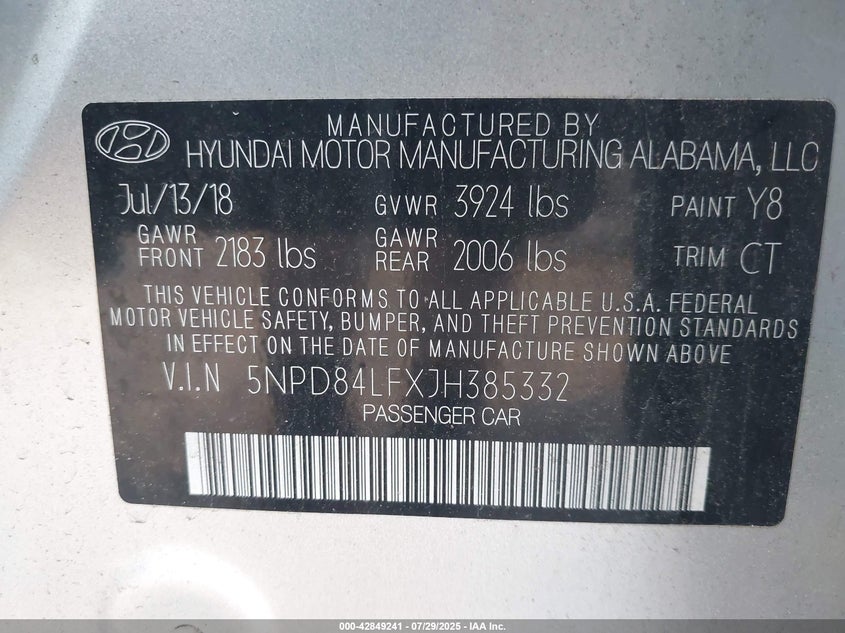 MANUFACTURED BY
HYUNDAI MOTOR MANUFACTURING ALABAMA, LLC
Jul/13/18 GVWR 3924 lbs PAINT Y8
GAWR FRONT 2183 lbs GAWR REAR 2006 lbs TRIM CT
THIS VEHICLE CONFORMS TO ALL APPLICABLE U.S.A. FEDERAL
MOTOR VEHICLE SAFETY, BUMPER, AND THEFT PREVENTION STANDARDS
IN EFFECT ON THE DATE OF MANUFACTURE SHOWN ABOVE.
V.I.N 5NPD84LFXJH385332
PASSENGER CAR
000-42849241 - 07/29/2025 - IAA Inc.